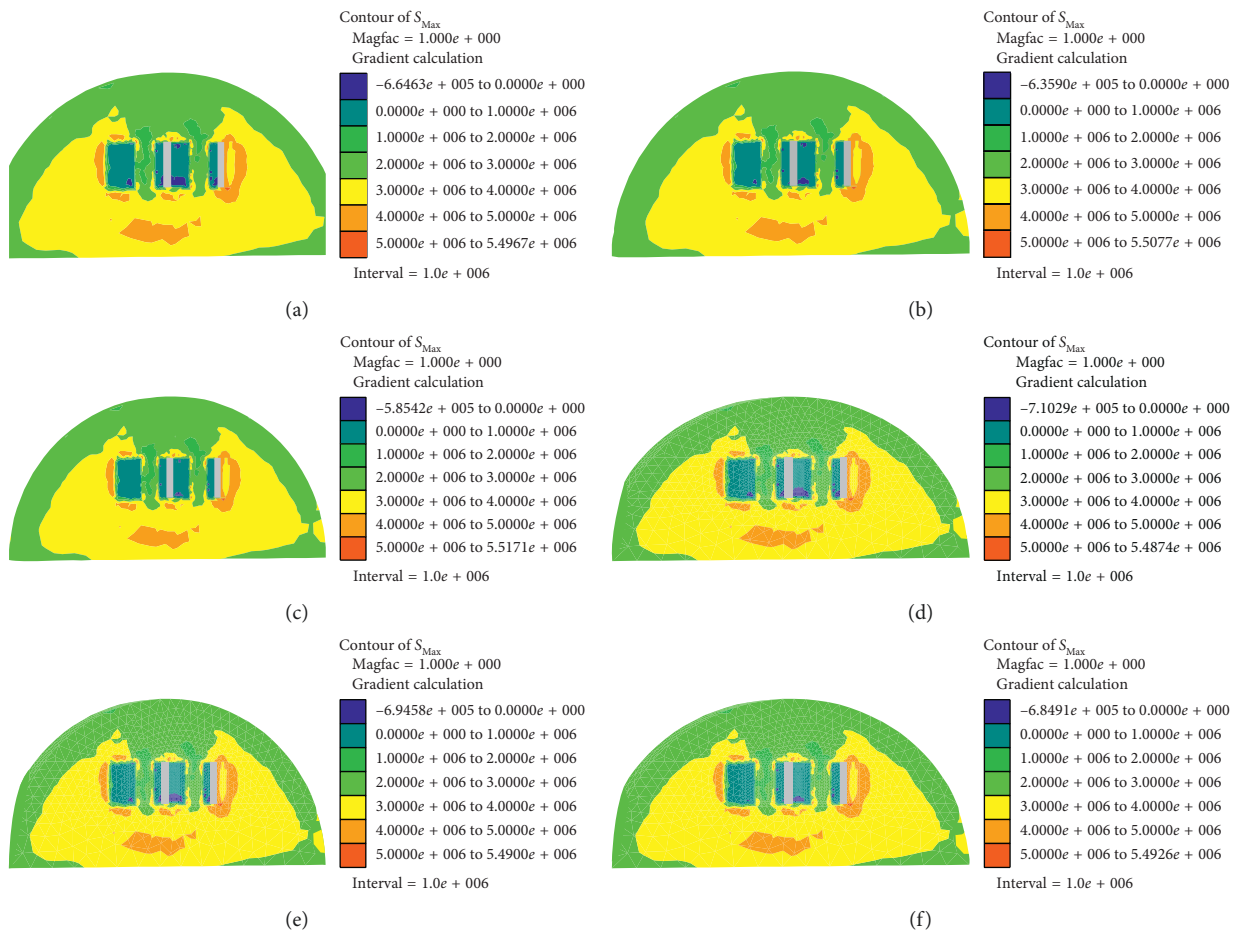 Contour of S_Max
Magfac = 1.000e + 000
Gradient calculation
–6.6463e + 005 to 0.0000e + 000
0.0000e + 000 to 1.0000e + 006
1.0000e + 006 to 2.0000e + 006
2.0000e + 006 to 3.0000e + 006
3.0000e + 006 to 4.0000e + 006
4.0000e + 006 to 5.0000e + 006
5.0000e + 006 to 5.4967e + 006
Interval = 1.0e + 006
(a)
Contour of S_Max
Magfac = 1.000e + 000
Gradient calculation
–6.3590e + 005 to 0.0000e + 000
0.0000e + 000 to 1.0000e + 006
1.0000e + 006 to 2.0000e + 006
2.0000e + 006 to 3.0000e + 006
3.0000e + 006 to 4.0000e + 006
4.0000e + 006 to 5.0000e + 006
5.0000e + 006 to 5.5077e + 006
Interval = 1.0e + 006
(b)
Contour of S_Max
Magfac = 1.000e + 000
Gradient calculation
–5.8542e + 005 to 0.0000e + 000
0.0000e + 000 to 1.0000e + 006
1.0000e + 006 to 2.0000e + 006
2.0000e + 006 to 3.0000e + 006
3.0000e + 006 to 4.0000e + 006
4.0000e + 006 to 5.0000e + 006
5.0000e + 006 to 5.5171e + 006
Interval = 1.0e + 006
(c)
Contour of S_Max
Magfac = 1.000e + 000
Gradient calculation
–7.1029e + 005 to 0.0000e + 000
0.0000e + 000 to 1.0000e + 006
1.0000e + 006 to 2.0000e + 006
2.0000e + 006 to 3.0000e + 006
3.0000e + 006 to 4.0000e + 006
4.0000e + 006 to 5.0000e + 006
5.0000e + 006 to 5.4874e + 006
Interval = 1.0e + 006
(d)
Contour of S_Max
Magfac = 1.000e + 000
Gradient calculation
–6.9458e + 005 to 0.0000e + 000
0.0000e + 000 to 1.0000e + 006
1.0000e + 006 to 2.0000e + 006
2.0000e + 006 to 3.0000e + 006
3.0000e + 006 to 4.0000e + 006
4.0000e + 006 to 5.0000e + 006
5.0000e + 006 to 5.4900e + 006
Interval = 1.0e + 006
(e)
Contour of S_Max
Magfac = 1.000e + 000
Gradient calculation
–6.8491e + 005 to 0.0000e + 000
0.0000e + 000 to 1.0000e + 006
1.0000e + 006 to 2.0000e + 006
2.0000e + 006 to 3.0000e + 006
3.0000e + 006 to 4.0000e + 006
4.0000e + 006 to 5.0000e + 006
5.0000e + 006 to 5.4926e + 006
Interval = 1.0e + 006
(f)